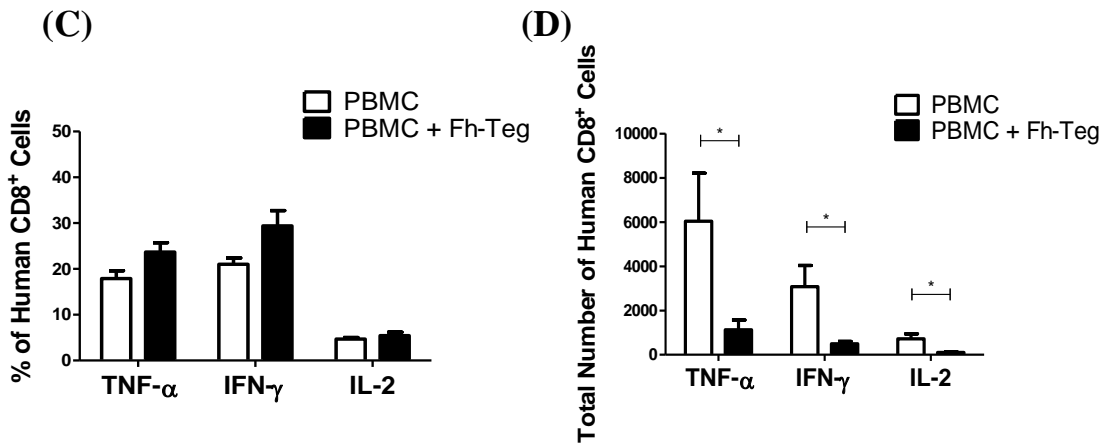 (C)
PBMC
PBMC + Fh-Teg
% of Human CD8⁺ Cells
50
40
30
20
10
0
TNF-α
IFN-γ
IL-2
(D)
PBMC
PBMC + Fh-Teg
Total Number of Human CD8⁺ Cells
10000
8000
6000
4000
2000
0
*
*
*
TNF-α
IFN-γ
IL-2